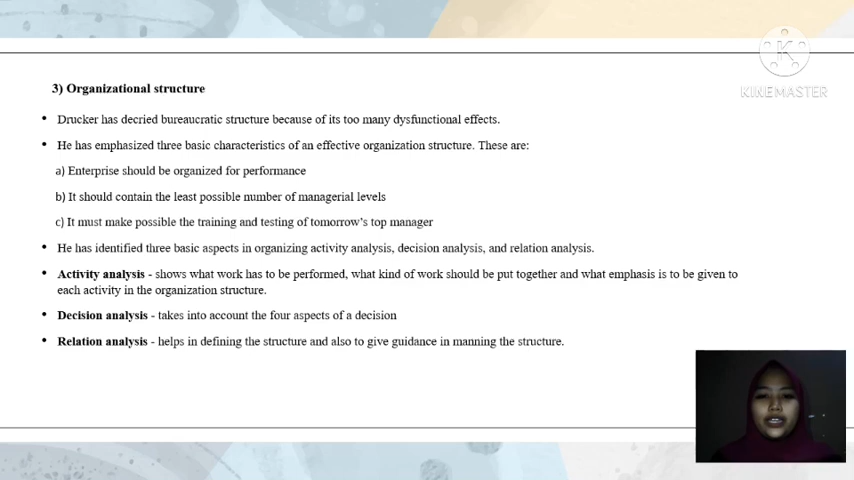 3) Organizational structure
K
KINEMASTER
• Drucker has decried bureaucratic structure because of its too many dysfunctional effects.
• He has emphasized three basic characteristics of an effective organization structure. These are:
a) Enterprise should be organized for performance
b) It should contain the least possible number of managerial levels
c) It must make possible the training and testing of tomorrow's top manager
• He has identified three basic aspects in organizing activity analysis, decision analysis, and relation analysis.
• Activity analysis - shows what work has to be performed, what kind of work should be put together and what emphasis is to be given to
each activity in the organization structure.
• Decision analysis - takes into account the four aspects of a decision
• Relation analysis - helps in defining the structure and also to give guidance in manning the structure.